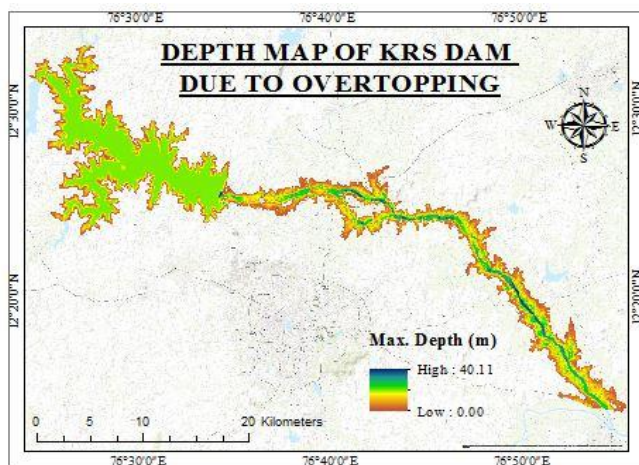 76°30'0"E 76°40'0"E 76°50'0"E
DEPTH MAP OF KRS DAM
DUE TO OVERTOPPING
12°30'0"N
12°30'0"N
N
W E
S
12°20'0"N
12°20'0"N
Max. Depth (m)
High : 40.11
Low : 0.00
0 5 10 20 Kilometers
76°30'0"E 76°40'0"E 76°50'0"E